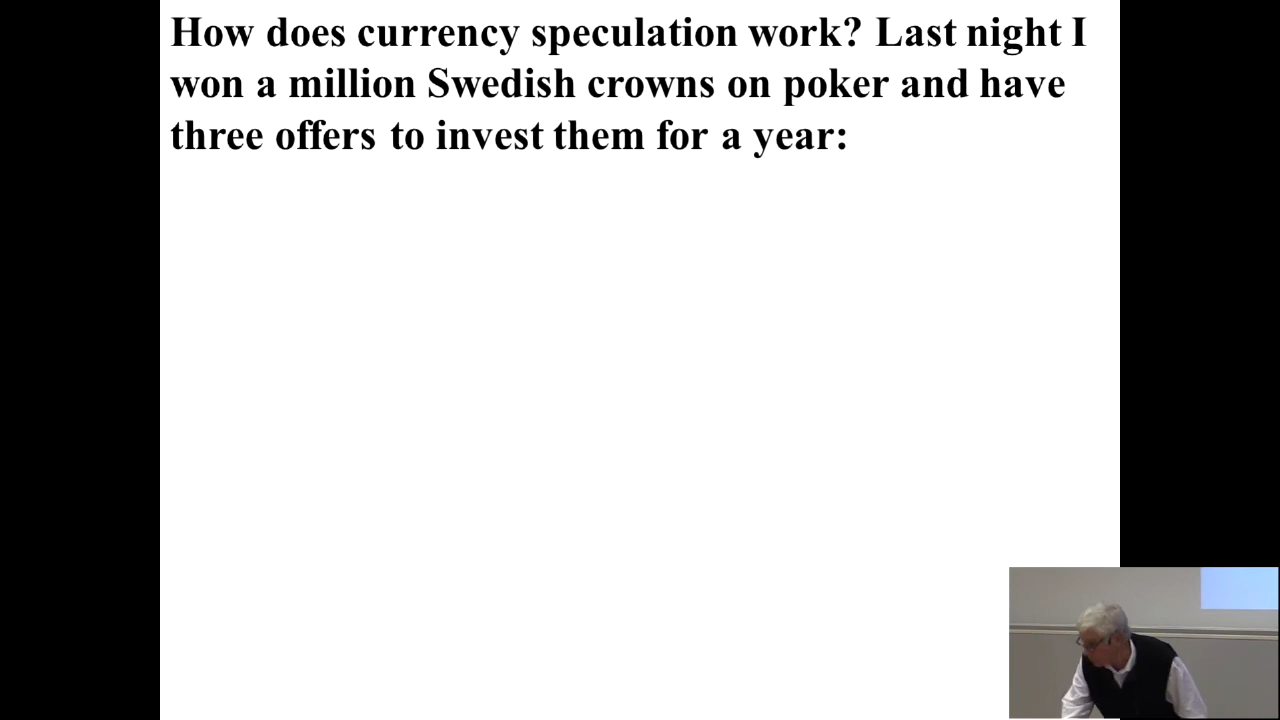 How does currency speculation work? Last night I
won a million Swedish crowns on poker and have
three offers to invest them for a year: